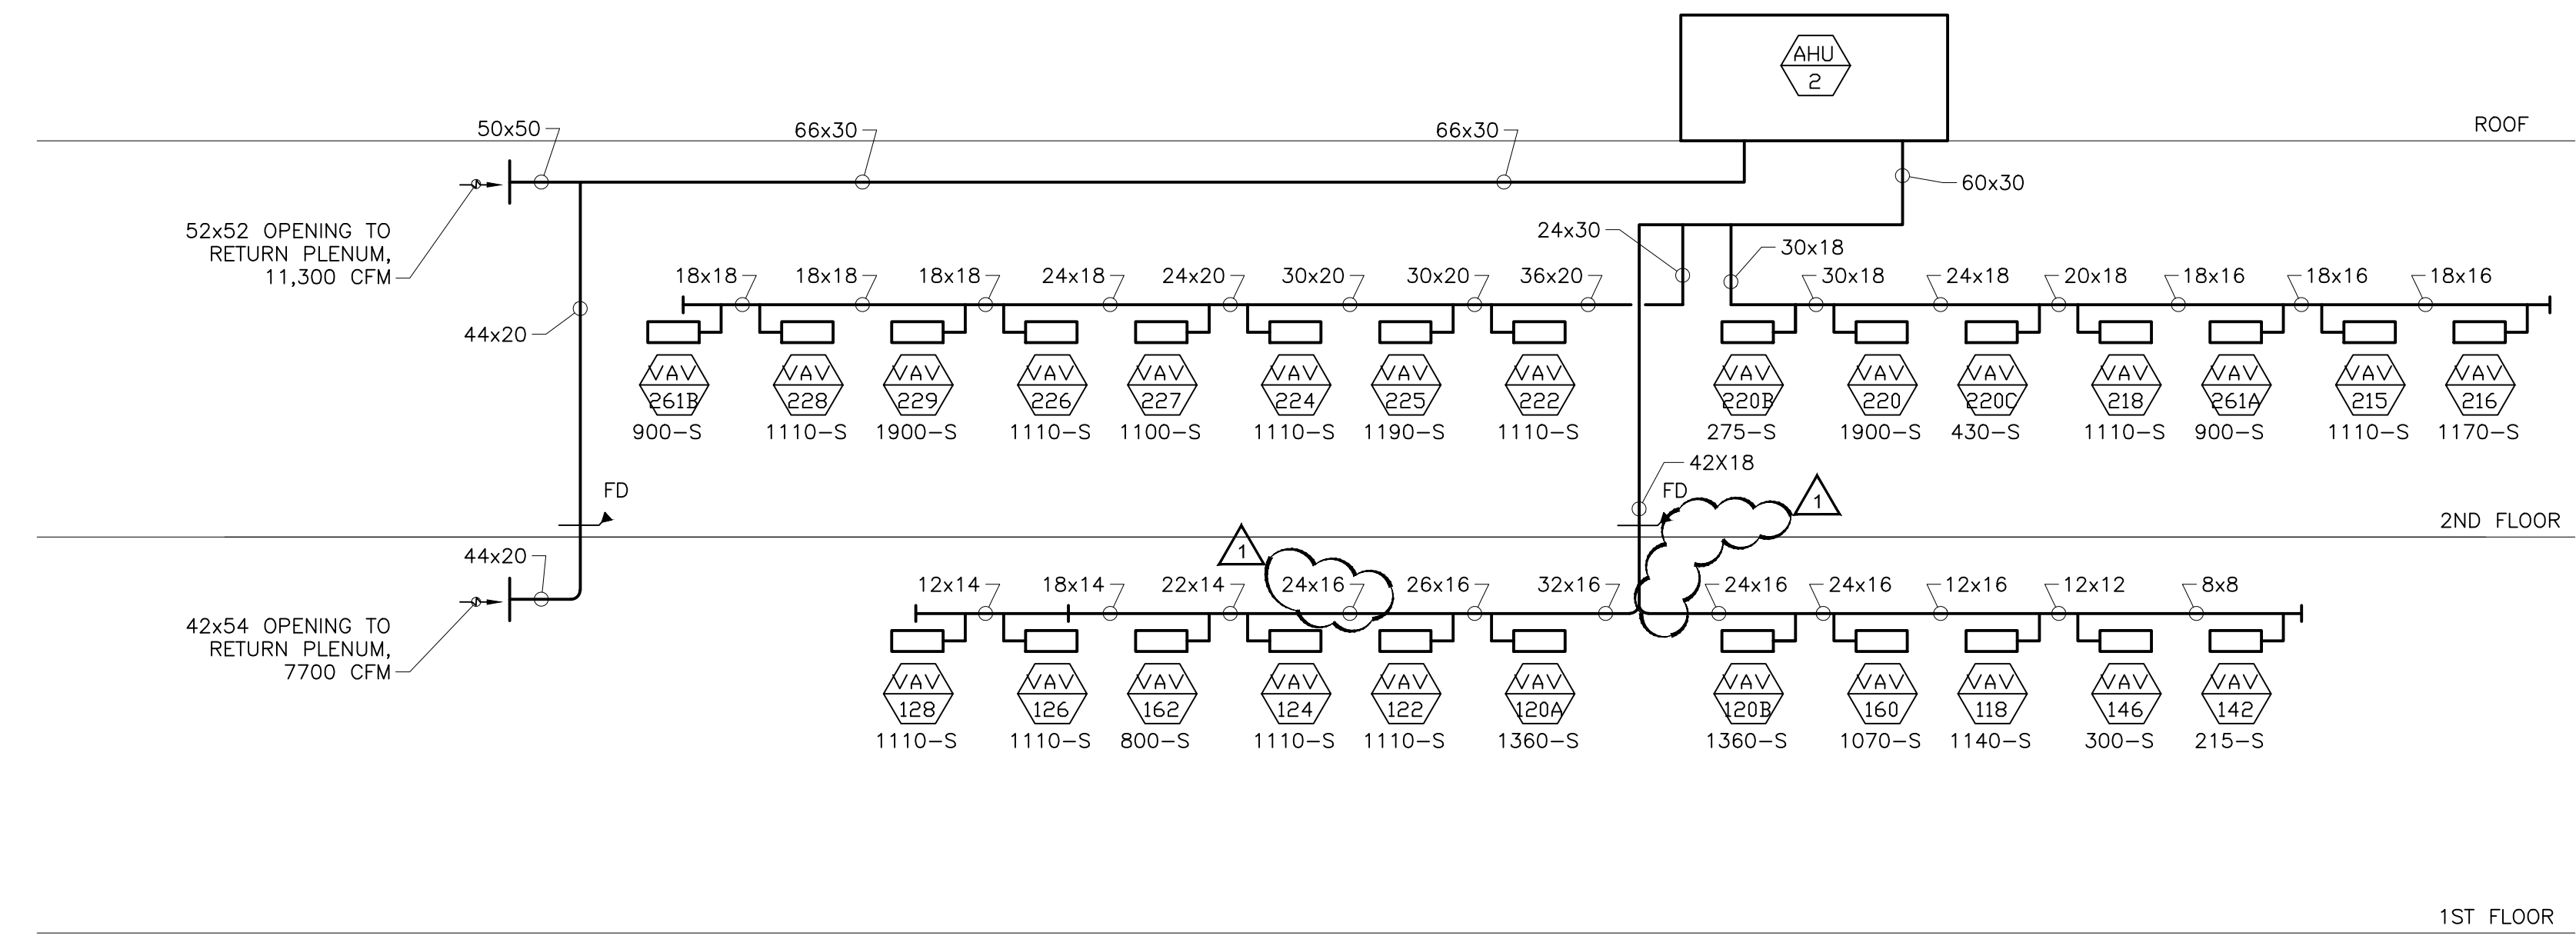 AHU
2
ROOF
50x50
66x30
66x30
60x30
52x52 OPENING TO
RETURN PLENUM,
11,300 CFM
24x30
30x18
18x18
18x18
18x18
24x18
24x20
30x20
30x20
36x20
30x18
24x18
20x18
18x16
18x16
18x16
44x20
VAV
261B
900-S
VAV
228
1110-S
VAV
229
1900-S
VAV
226
1110-S
VAV
227
1100-S
VAV
224
1110-S
VAV
225
1190-S
VAV
222
1110-S
VAV
220B
275-S
VAV
220
1900-S
VAV
220C
430-S
VAV
218
1110-S
VAV
261A
900-S
VAV
215
1110-S
VAV
216
1170-S
42X18
FD
FD
1
2ND FLOOR
1
44x20
42x54 OPENING TO
RETURN PLENUM,
7700 CFM
12x14
18x14
22x14
24x16
26x16
32x16
24x16
24x16
12x16
12x12
8x8
VAV
128
1110-S
VAV
126
1110-S
VAV
162
800-S
VAV
124
1110-S
VAV
122
1110-S
VAV
120A
1360-S
VAV
120B
1360-S
VAV
160
1070-S
VAV
118
1140-S
VAV
146
300-S
VAV
142
215-S
1ST FLOOR